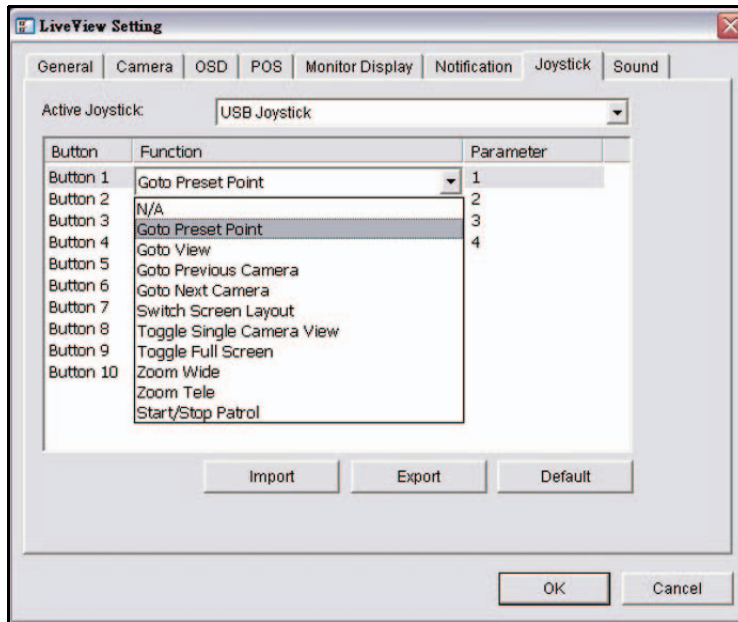 LiveView Setting
General Camera OSD POS Monitor Display Notification Joystick Sound
Active Joystick: USB Joystick
Button Function Parameter
Button 1 Goto Preset Point 1
Button 2 N/A 2
Button 3 Goto Preset Point 3
Button 4 Goto View 4
Button 5 Goto Previous Camera
Button 6 Goto Next Camera
Button 7 Switch Screen Layout
Button 8 Toggle Single Camera View
Button 9 Toggle Full Screen
Button 10 Zoom Wide
Zoom Tele
Start/Stop Patrol
Import Export Default
OK Cancel